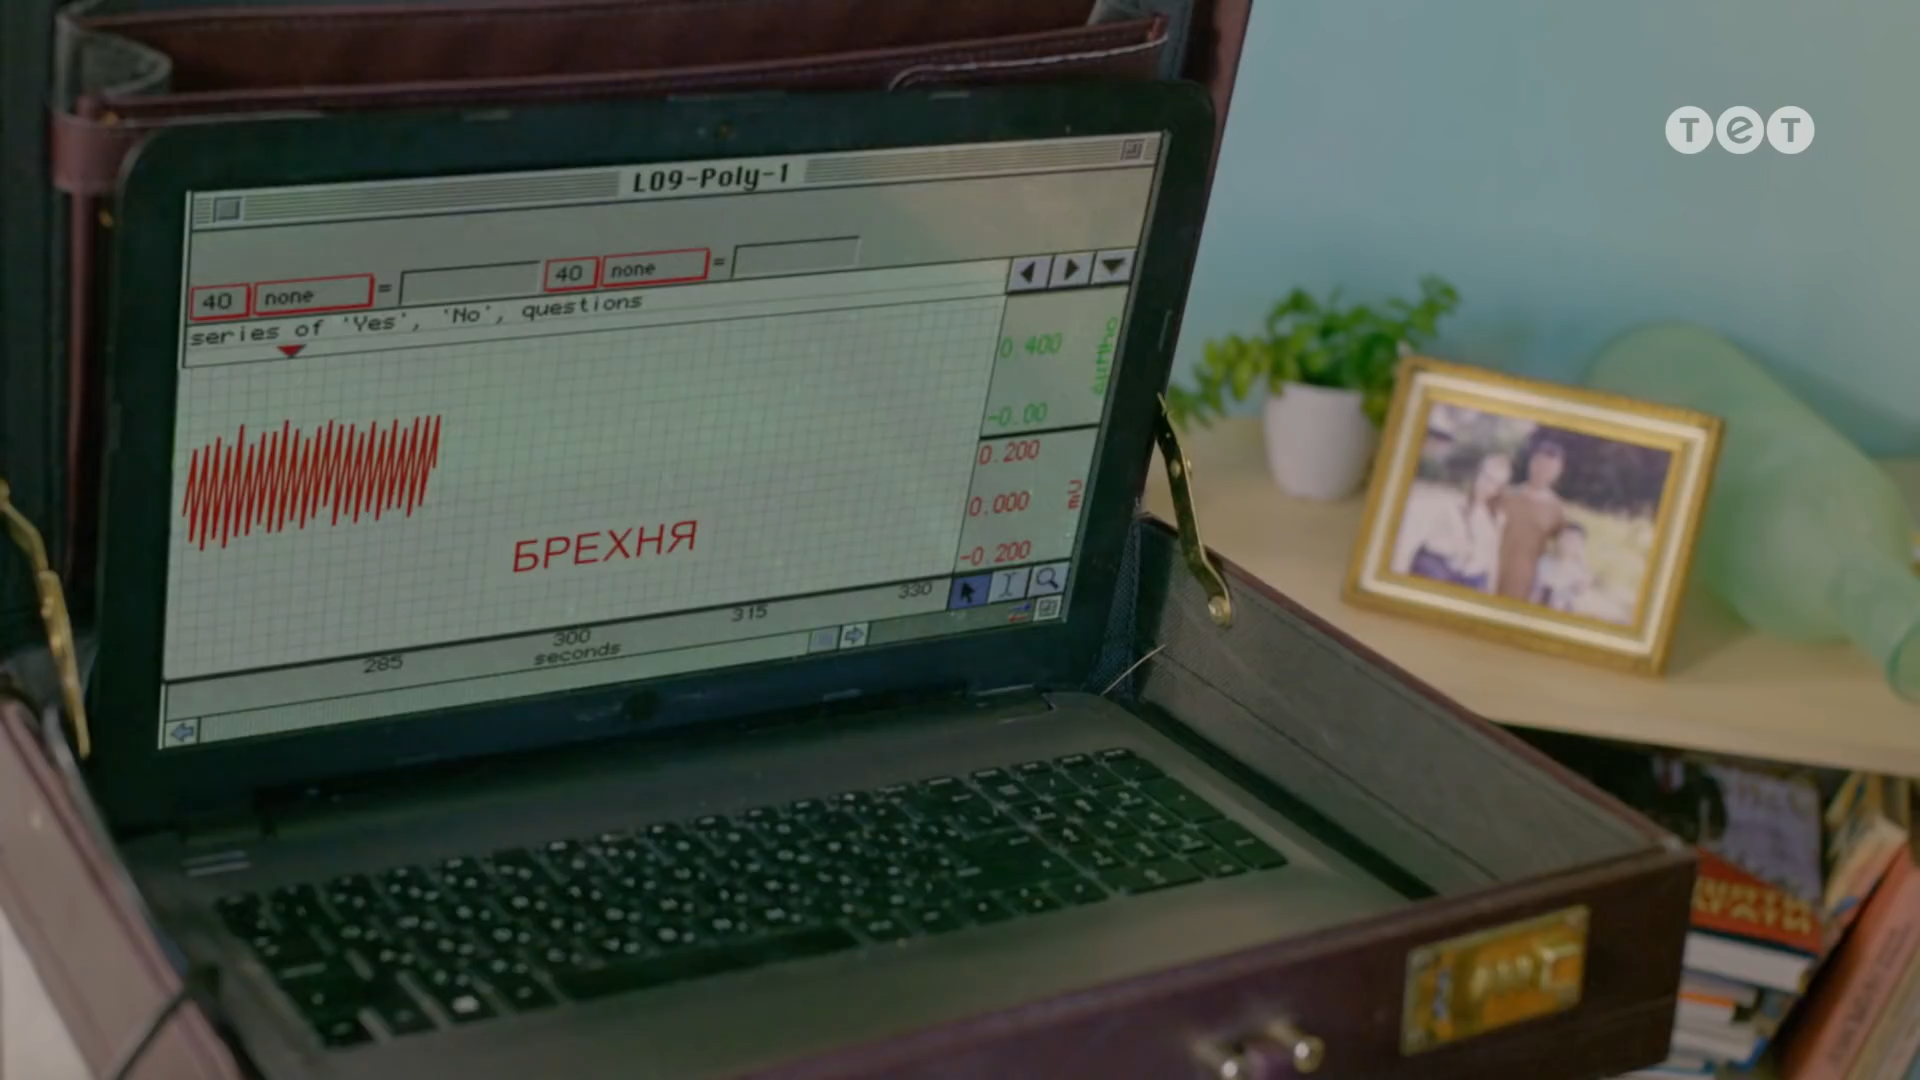 тет
L09-Poly-1
40 none = 40 none =
series of 'Yes', 'No', questions
0.400
-0.00
0.200
0.000
mU
-0.200
БРЕХНЯ
285 300 315 330
seconds